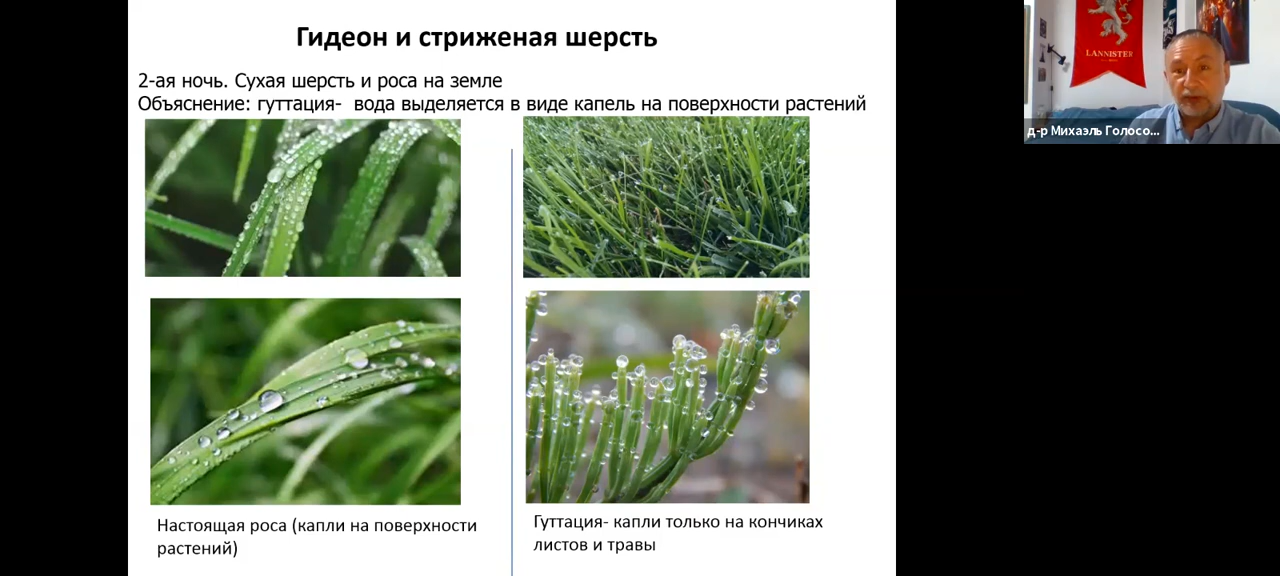 Гидеон и стриженая шерсть
2-ая ночь. Сухая шерсть и роса на земле
Объяснение: гуттация- вода выделяется в виде капель на поверхности растений
Настоящая роса (капли на поверхности
растений)
Гуттация- капли только на кончиках
листов и травы
LANNISTER
д-р Михаэль Голосо...